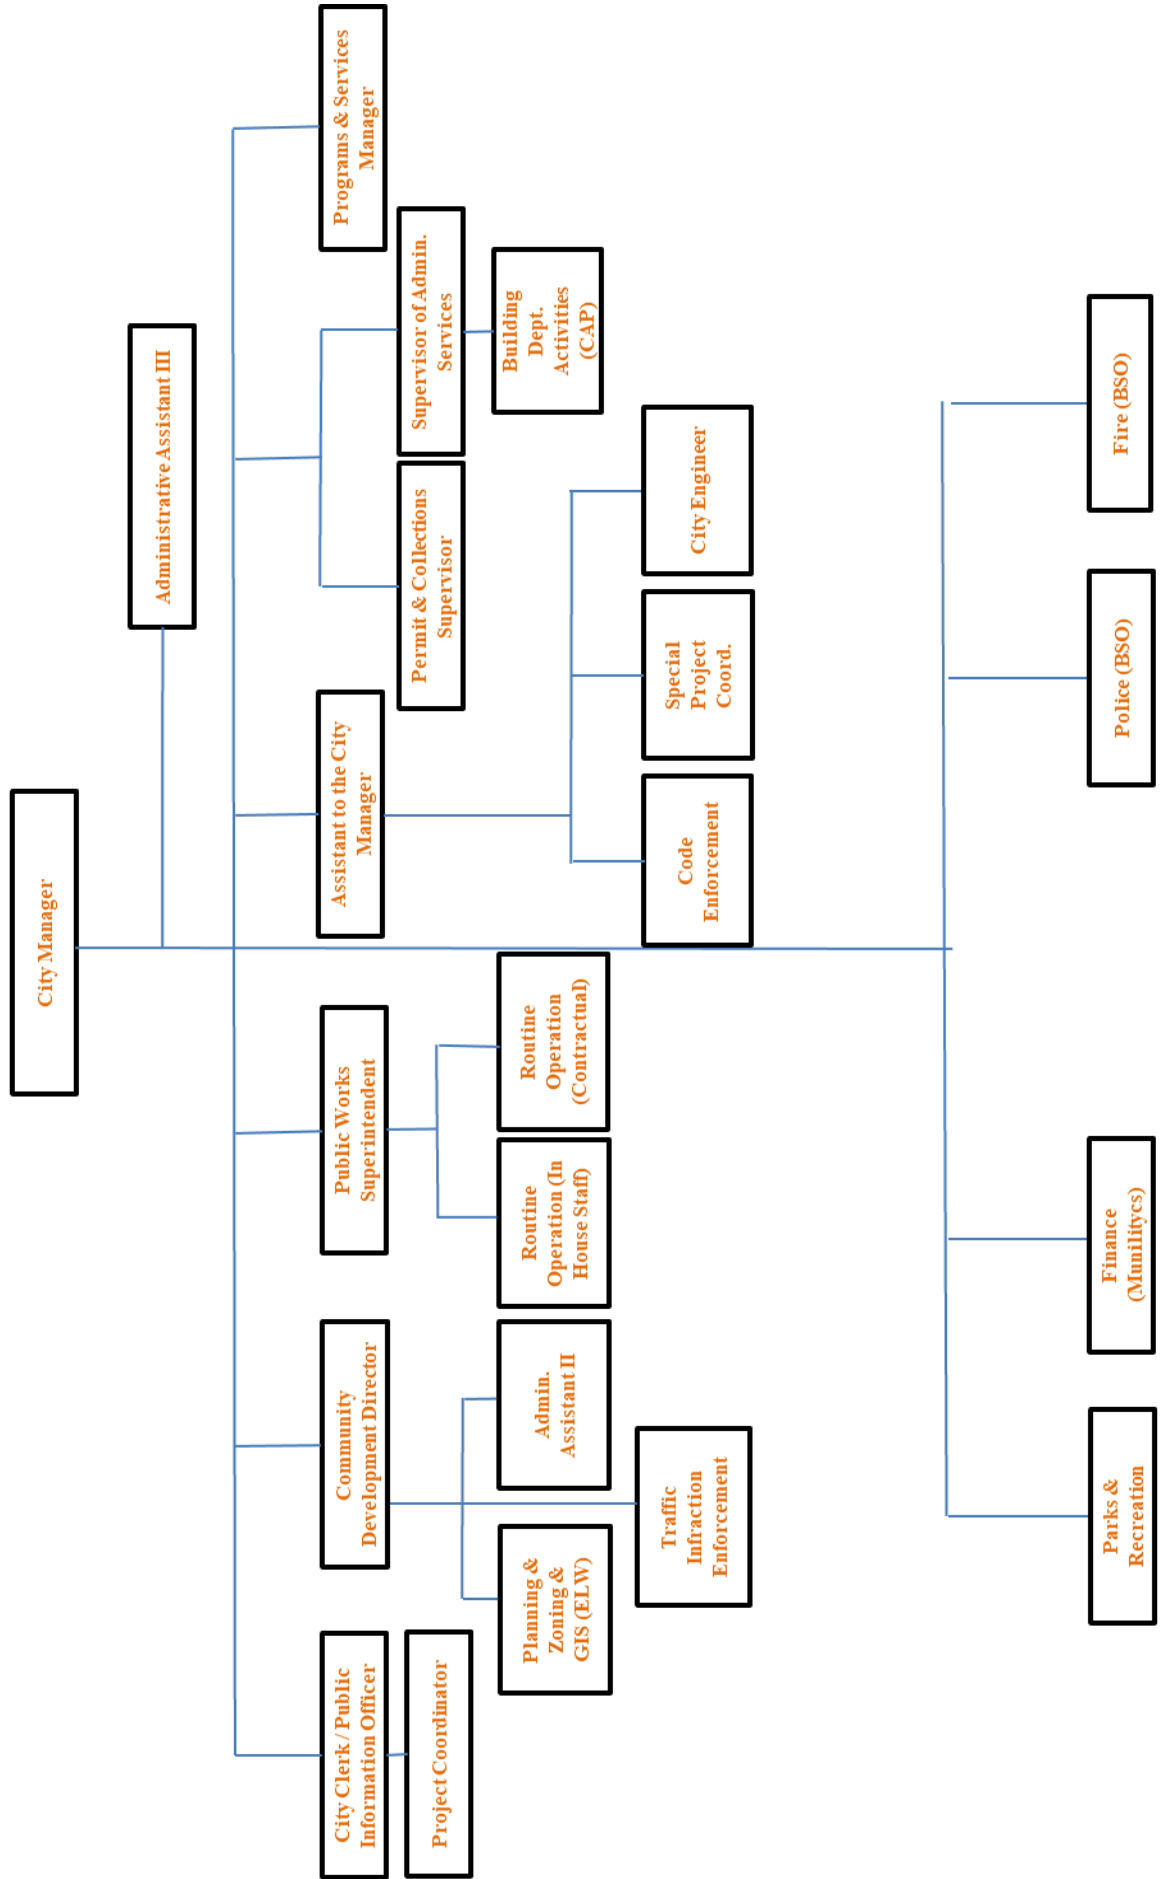 City Manager
Administrative Assistant III
City Clerk / Public
Information Officer
Community
Development Director
Public Works
Superintendent
Assistant to the City
Manager
Programs & Services
Manager
Project Coordinator
Permit & Collections
Supervisor
Supervisor of Admin.
Services
Planning &
Zoning &
GIS (ELW)
Admin.
Assistant II
Routine
Operation (In
House Staff)
Routine
Operation
(Contractual)
Building
Dept.
Activities
(CAP)
Traffic
Infraction
Enforcement
Code
Enforcement
Special
Project
Coord.
City Engineer
Parks &
Recreation
Finance
(Munilitycs)
Police (BSO)
Fire (BSO)